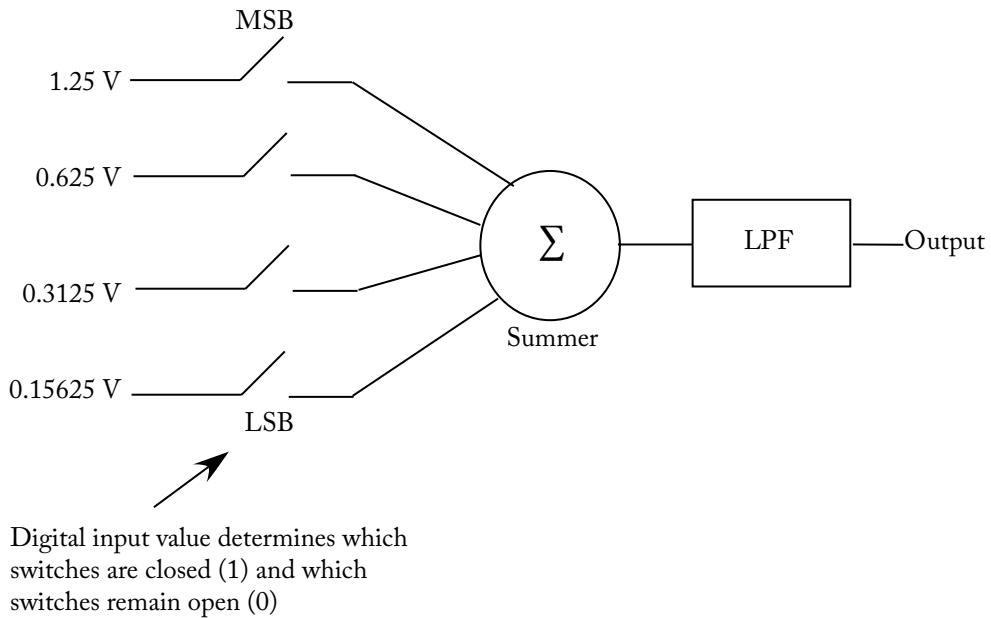 MSB
1.25 V
0.625 V
0.3125 V
0.15625 V
LSB
Σ
Summer
LPF
Output
Digital input value determines which
switches are closed (1) and which
switches remain open (0)